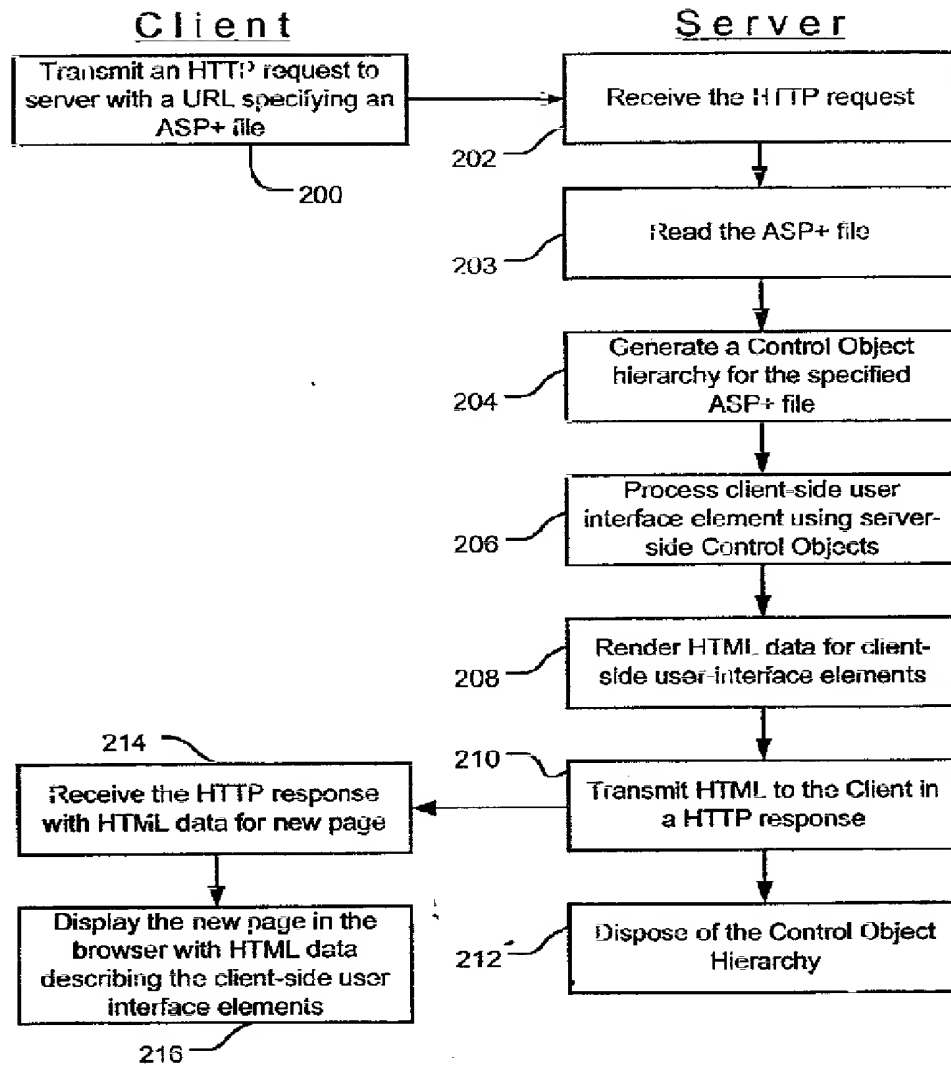 Client
Server
Transmit an HTTP request to
server with a URL specifying an
ASP+ file
200
Receive the HTTP request
202
Read the ASP+ file
203
Generate a Control Object
hierarchy for the specified
ASP+ file
204
Process client-side user
interface element using server-
side Control Objects
206
Render HTML data for client-
side user-interface elements
208
Transmit HTML to the Client in
a HTTP response
210
Dispose of the Control Object
Hierarchy
212
214
Receive the HTTP response
with HTML data for new page
Display the new page in the
browser with HTML data
describing the client-side user
interface elements
216